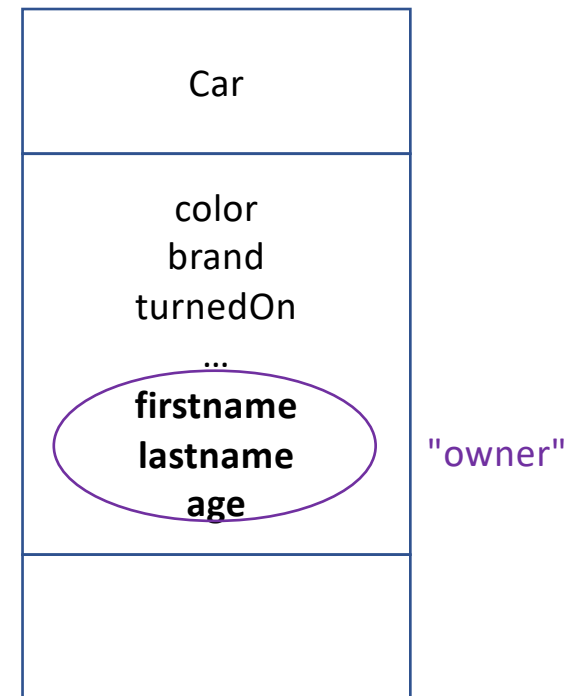 Car
color
brand
turnedOn
...
firstname
lastname
age
"owner"